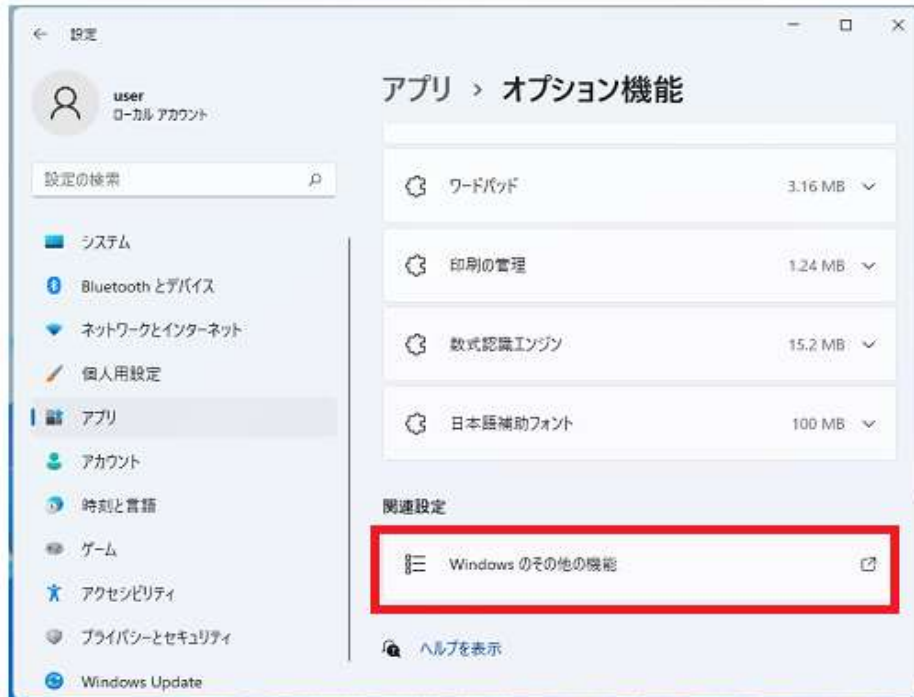 設定
user
ローカル アカウント
設定の検索
システム
Bluetooth とデバイス
ネットワークとインターネット
個人用設定
アプリ
アカウント
時刻と言語
ゲーム
アクセシビリティ
プライバシーとセキュリティ
Windows Update
アプリ › オプション機能
ワードパッド 3.16 MB
印刷の管理 1.24 MB
数式認識エンジン 15.2 MB
日本語補助フォント 100 MB
関連設定
Windows のその他の機能
ヘルプを表示